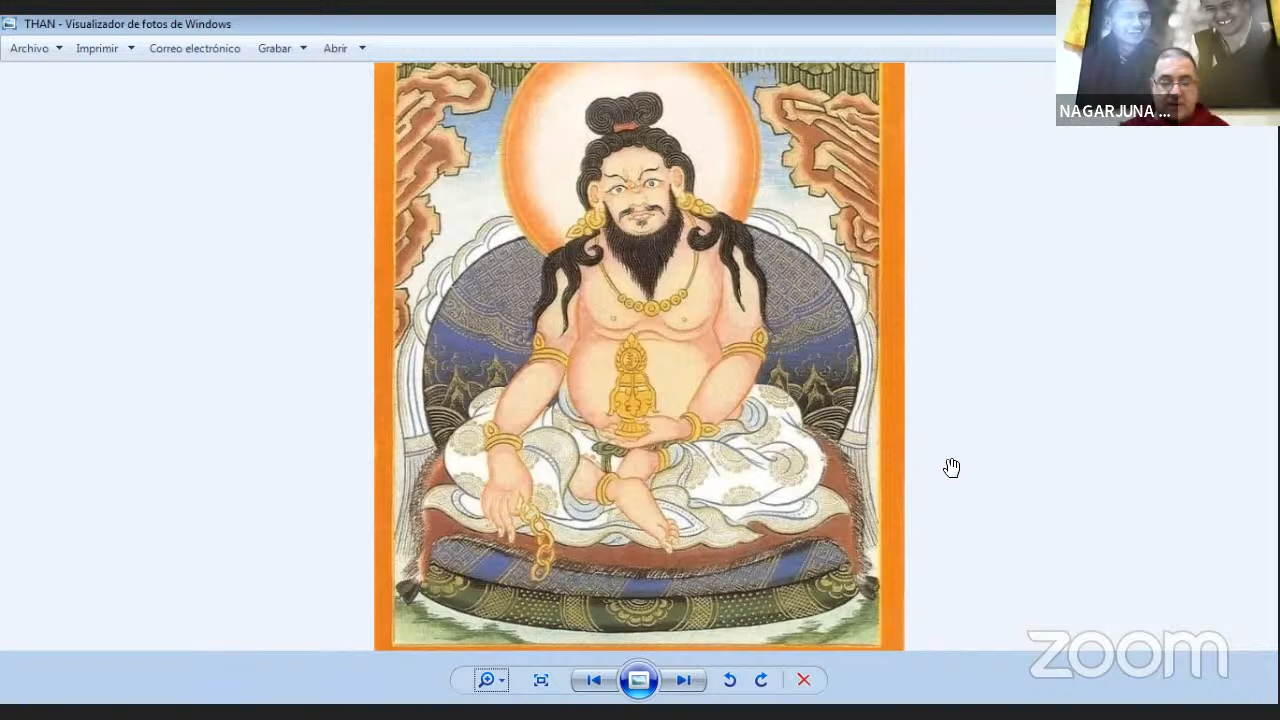 THAN - Visualizador de fotos de Windows
Archivo Imprimir Correo electrónico Grabar Abrir
NAGARJUNA ...
zoom